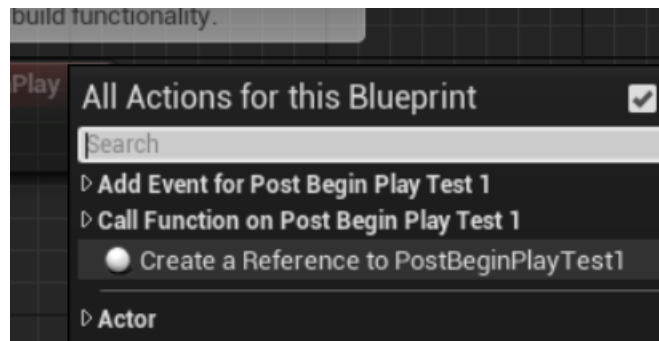 build functionality.
Play
All Actions for this Blueprint
Search
Add Event for Post Begin Play Test 1
Call Function on Post Begin Play Test 1
Create a Reference to PostBeginPlayTest1
Actor